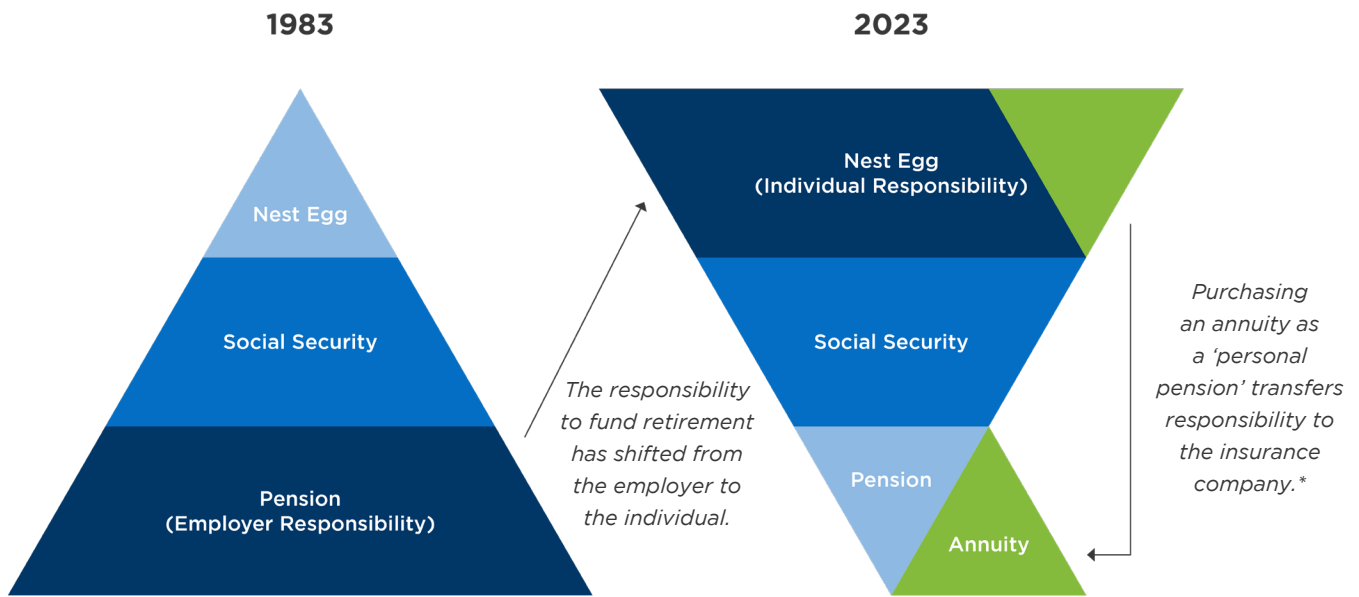 1983
Nest Egg
Social Security
Pension
(Employer Responsibility)
The responsibility
to fund retirement
has shifted from
the employer to
the individual.
2023
Nest Egg
(Individual Responsibility)
Social Security
Pension
Annuity
Purchasing
an annuity as
a ‘personal
pension’ transfers
responsibility to
the insurance
company.*